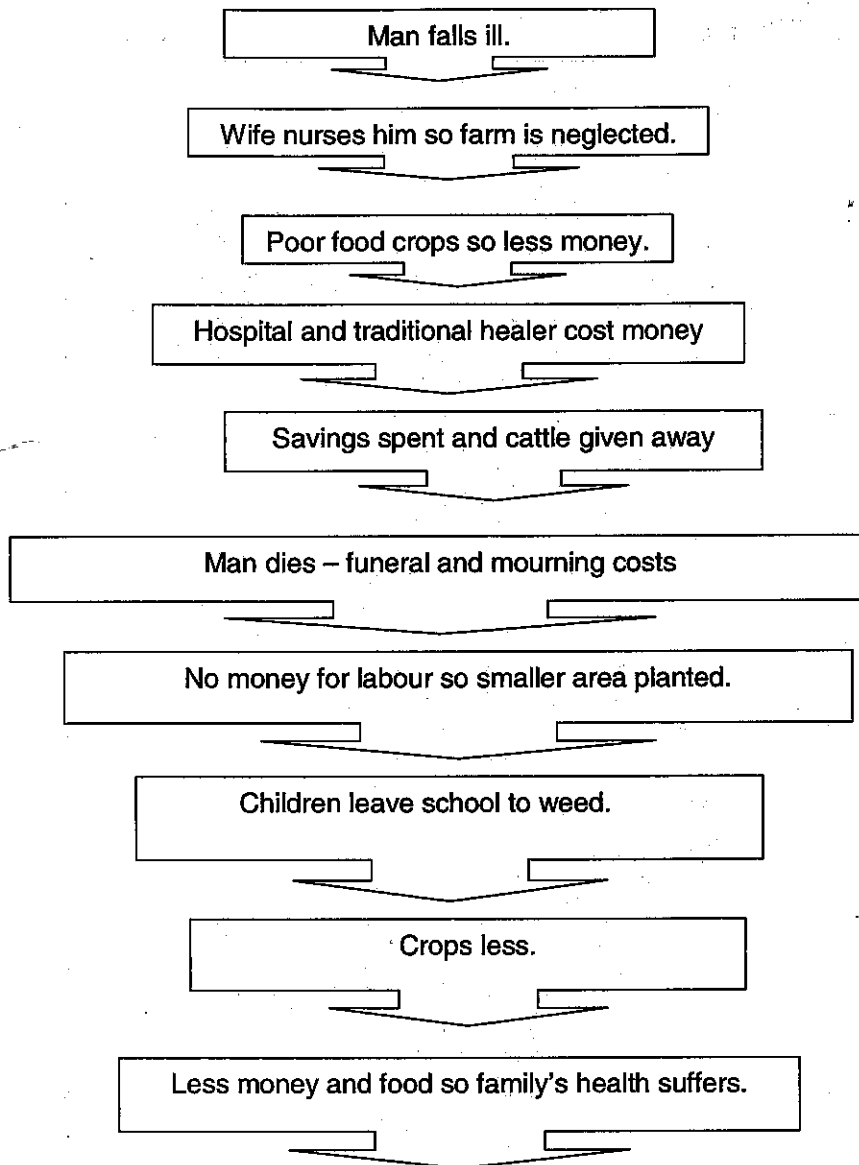 Man falls ill.
Wife nurses him so farm is neglected.
Poor food crops so less money.
Hospital and traditional healer cost money
Savings spent and cattle given away
Man dies – funeral and mourning costs
No money for labour so smaller area planted.
Children leave school to weed.
Crops less.
Less money and food so family's health suffers.